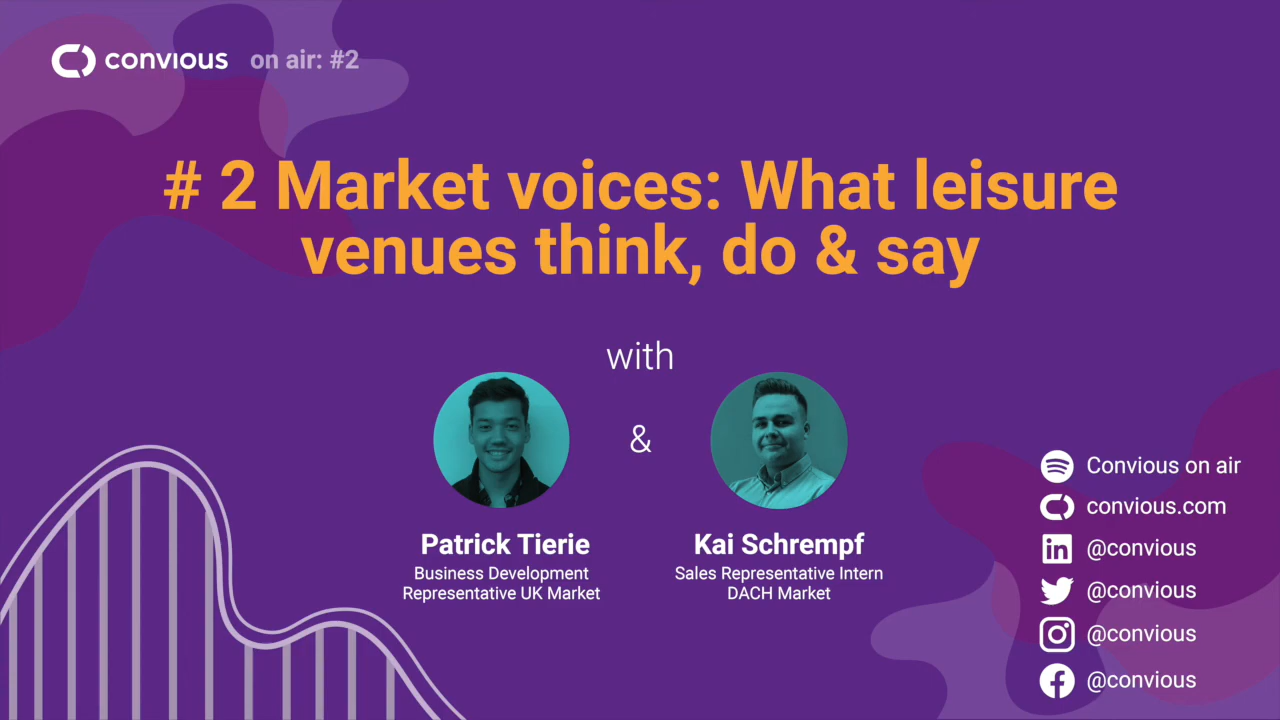 convious on air: #2
# 2 Market voices: What leisure
venues think, do & say
with
&
Patrick Tierie
Business Development
Representative UK Market
Kai Schrempf
Sales Representative Intern
DACH Market
Convious on air
convious.com
@convious
@convious
@convious
@convious